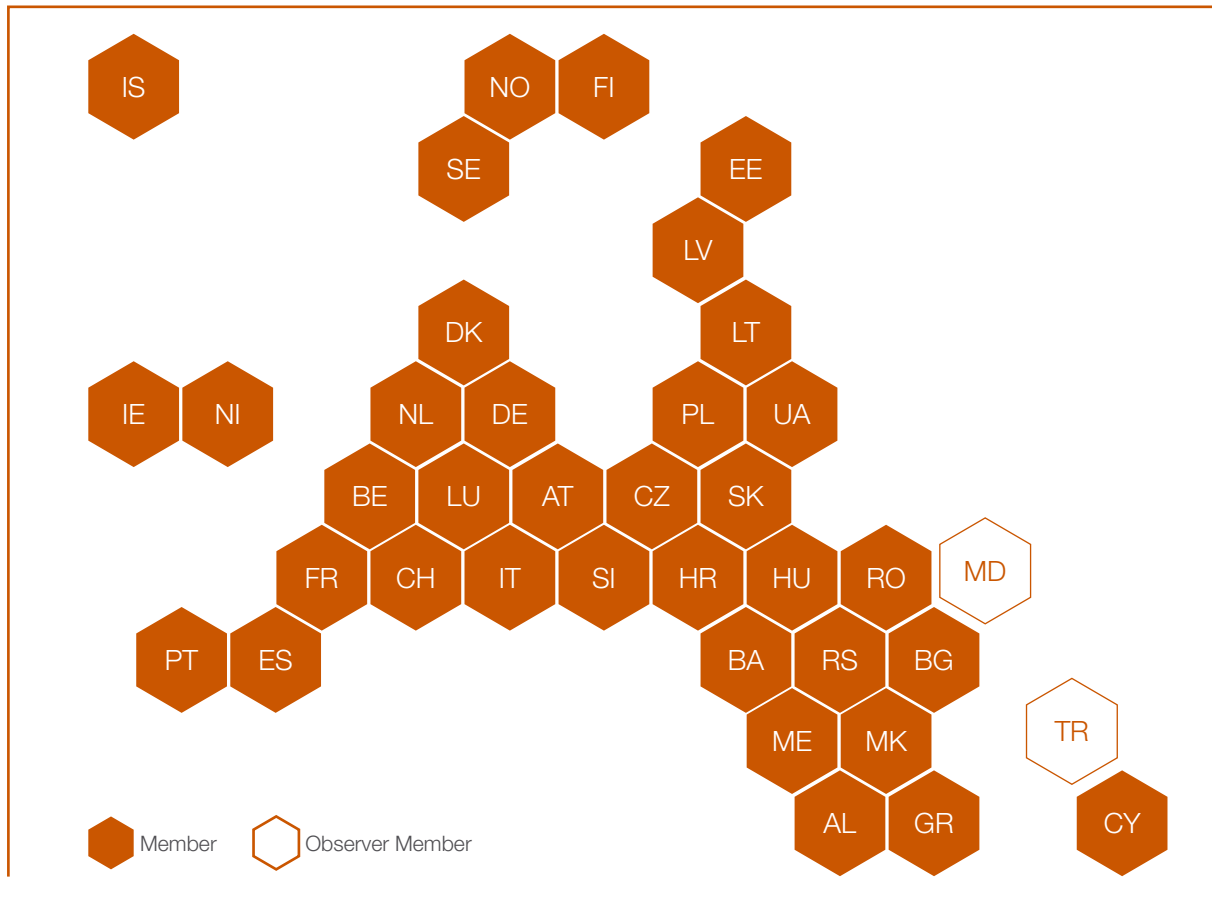 IS NO FI
SE EE
LV
DK LT
IE NI NL DE PL UA
BE LU AT CZ SK
FR CH IT SI HR HU RO MD
PT ES BA RS BG
ME MK TR
AL GR CY
Member Observer Member